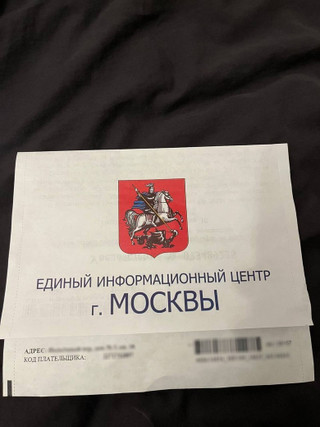 ЕДИНЫЙ ИНФОРМАЦИОННЫЙ ЦЕНТР
г. МОСКВЫ
АДРЕС:
КОД ПЛАТЕЛЬЩИКА: